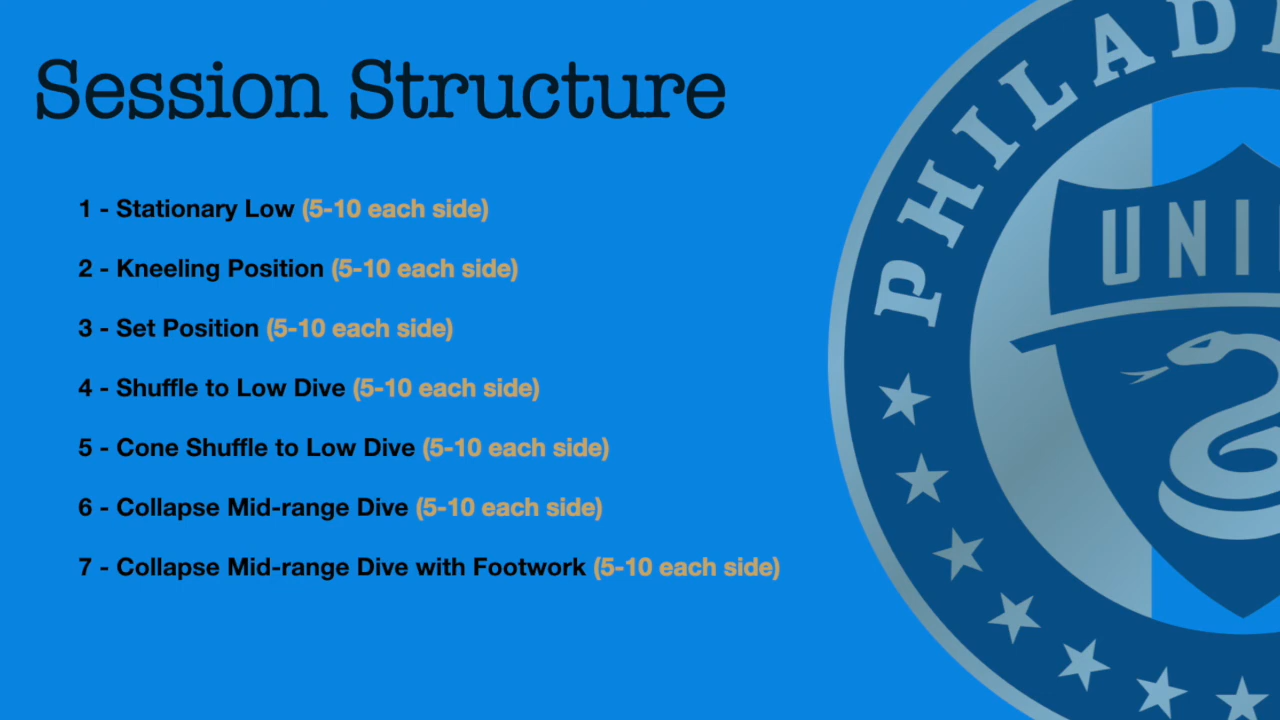 Session Structure
1 - Stationary Low (5-10 each side)
2 - Kneeling Position (5-10 each side)
3 - Set Position (5-10 each side)
4 - Shuffle to Low Dive (5-10 each side)
5 - Cone Shuffle to Low Dive (5-10 each side)
6 - Collapse Mid-range Dive (5-10 each side)
7 - Collapse Mid-range Dive with Footwork (5-10 each side)
PHILAD
UNI